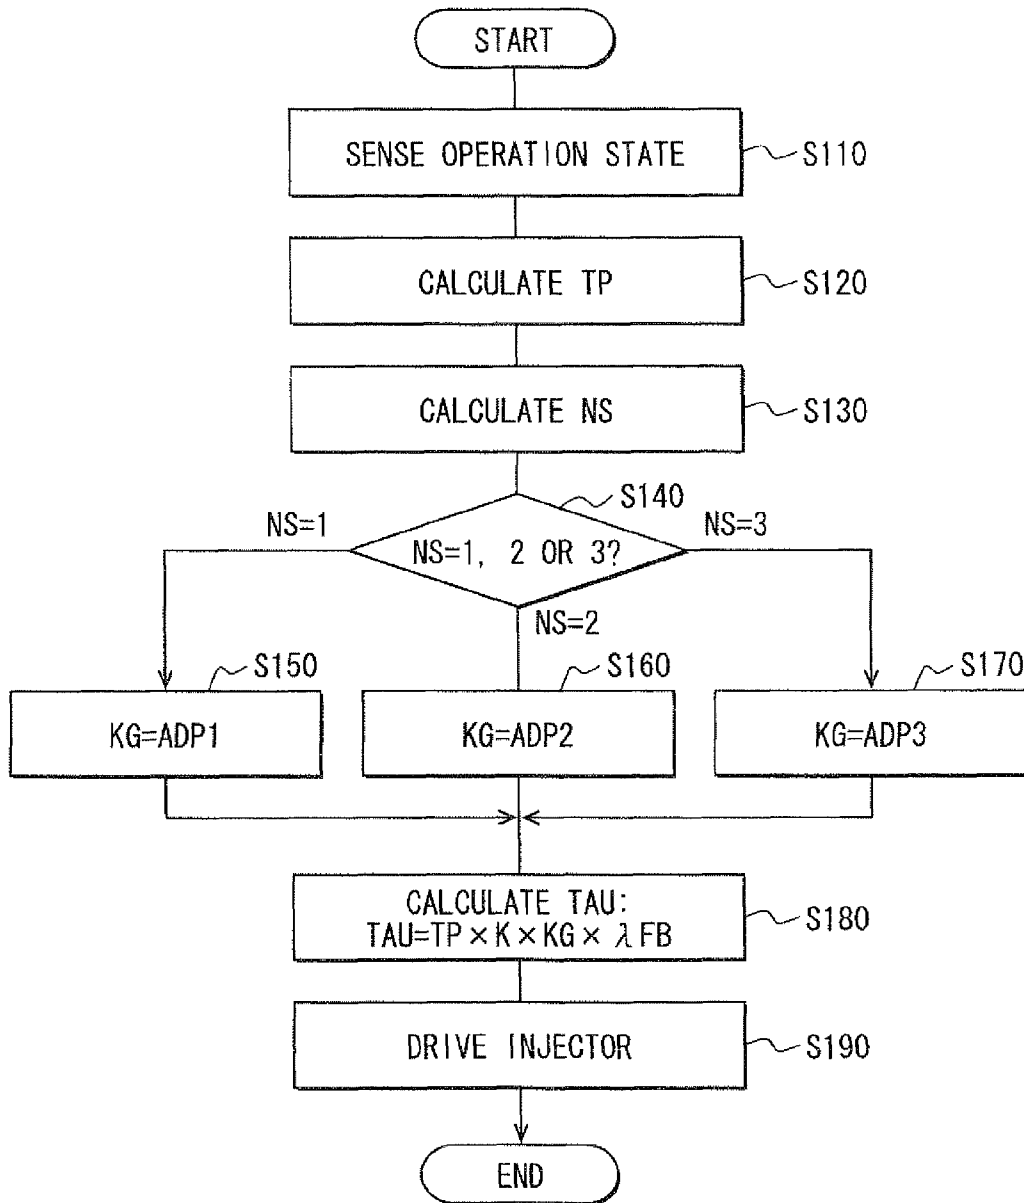 START
SENSE OPERATION STATE
S110
CALCULATE TP
S120
CALCULATE NS
S130
S140
NS=1
NS=1, 2 OR 3?
NS=3
NS=2
S150
S160
S170
KG=ADP1
KG=ADP2
KG=ADP3
CALCULATE TAU:
TAU=TP×K×KG×λFB
S180
DRIVE INJECTOR
S190
END